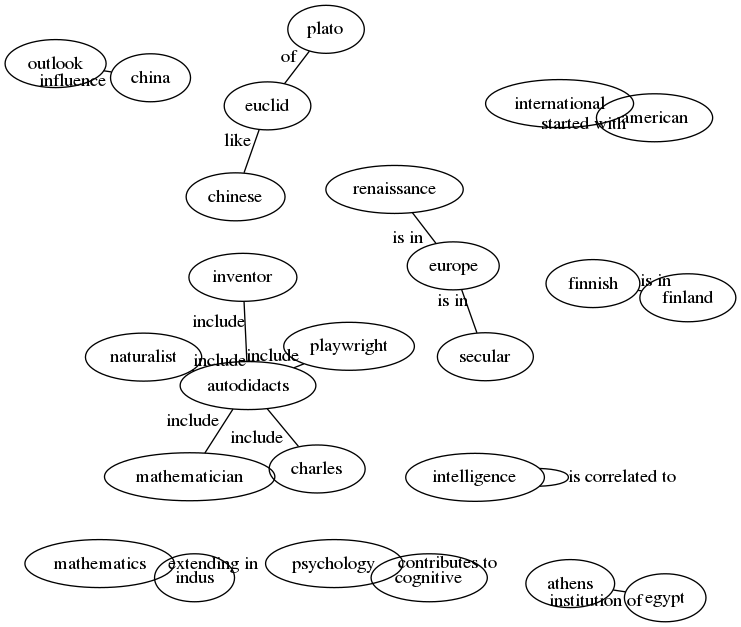 plato
outlook
of
china
influence
euclid
international
american
started with
like
renaissance
chinese
is in
europe
inventor
is in
finnish
is in
finland
include
playwright
naturalist
include
include
secular
autodidacts
include
include
charles
mathematician
intelligence
is correlated to
mathematics
extending in
indus
psychology
contributes to
cognitive
athens
institution of
egypt